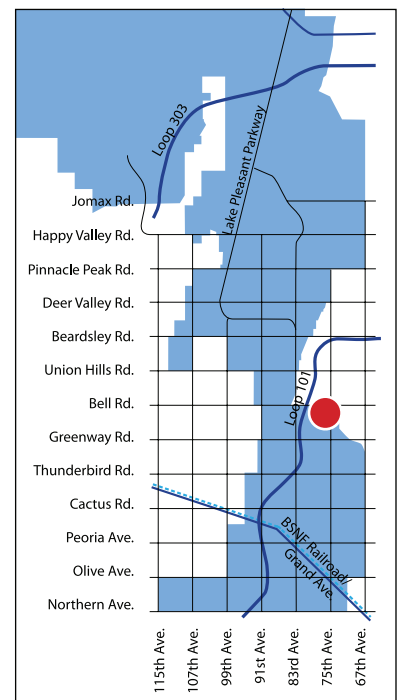 Loop 303
Lake Pleasant Parkway
Jomax Rd.
Happy Valley Rd.
Pinnacle Peak Rd.
Deer Valley Rd.
Beardsley Rd.
Union Hills Rd.
Loop 101
Bell Rd.
Greenway Rd.
Thunderbird Rd.
Cactus Rd.
BSNF Railroad/
Grand Ave
Peoria Ave.
Olive Ave.
Northern Ave.
115th Ave.
107th Ave.
99th Ave.
91st Ave.
83rd Ave.
75th Ave.
67th Ave.